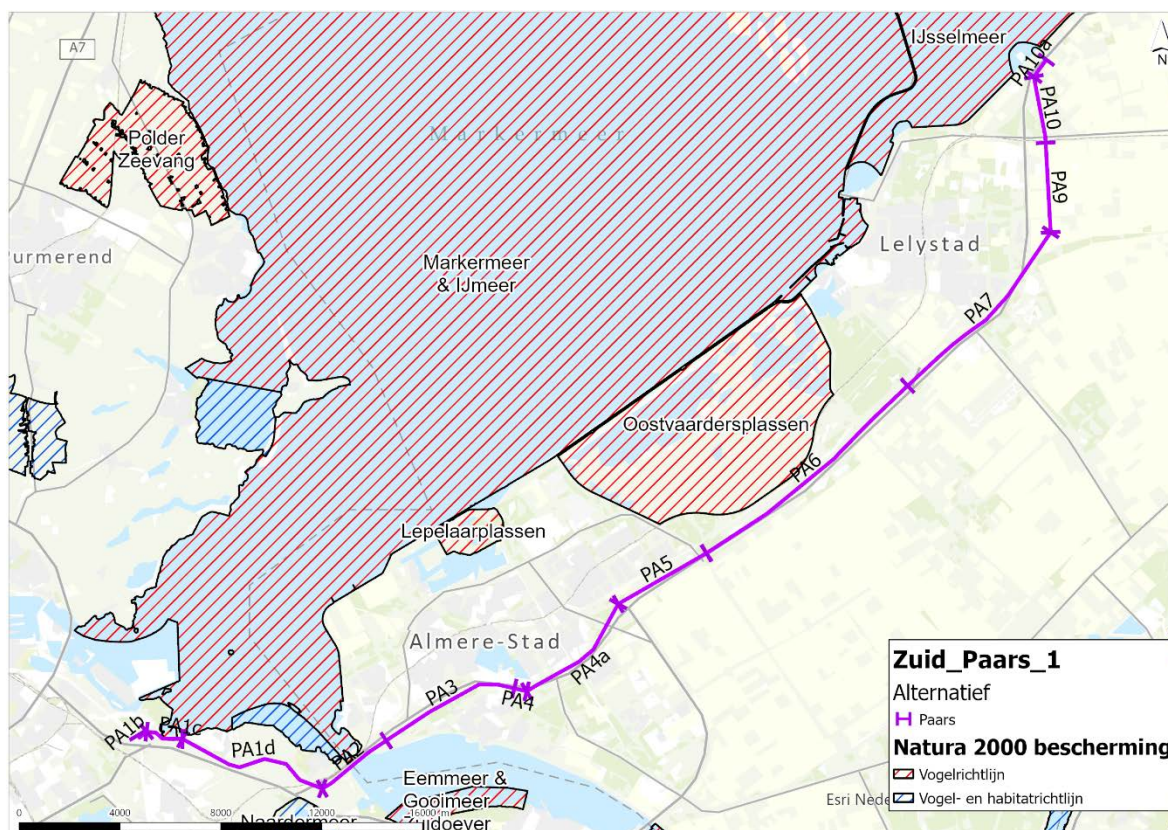 IJsselmeer
A7
N
PA10a
Polder
Zeevang
Markermeer
PA10
PA9
urmerend
Lelystad
Markermeer
& IJmeer
PA7
Oostvaardersplassen
PA6
Lepelaarplassen
PA5
Almere-Stad
PA4a
PA3
PA4
PA1b
PA1c
PA1d
Eemmeer &
Gooimeer
Zuidoever
Naardermeer
0
4000
8000
12000
16000 m
Esri Nede
Zuid_Paars_1
Alternatief
Paars
Natura 2000 bescherming
Vogelrichtlijn
Vogel- en habitatrichtlijn